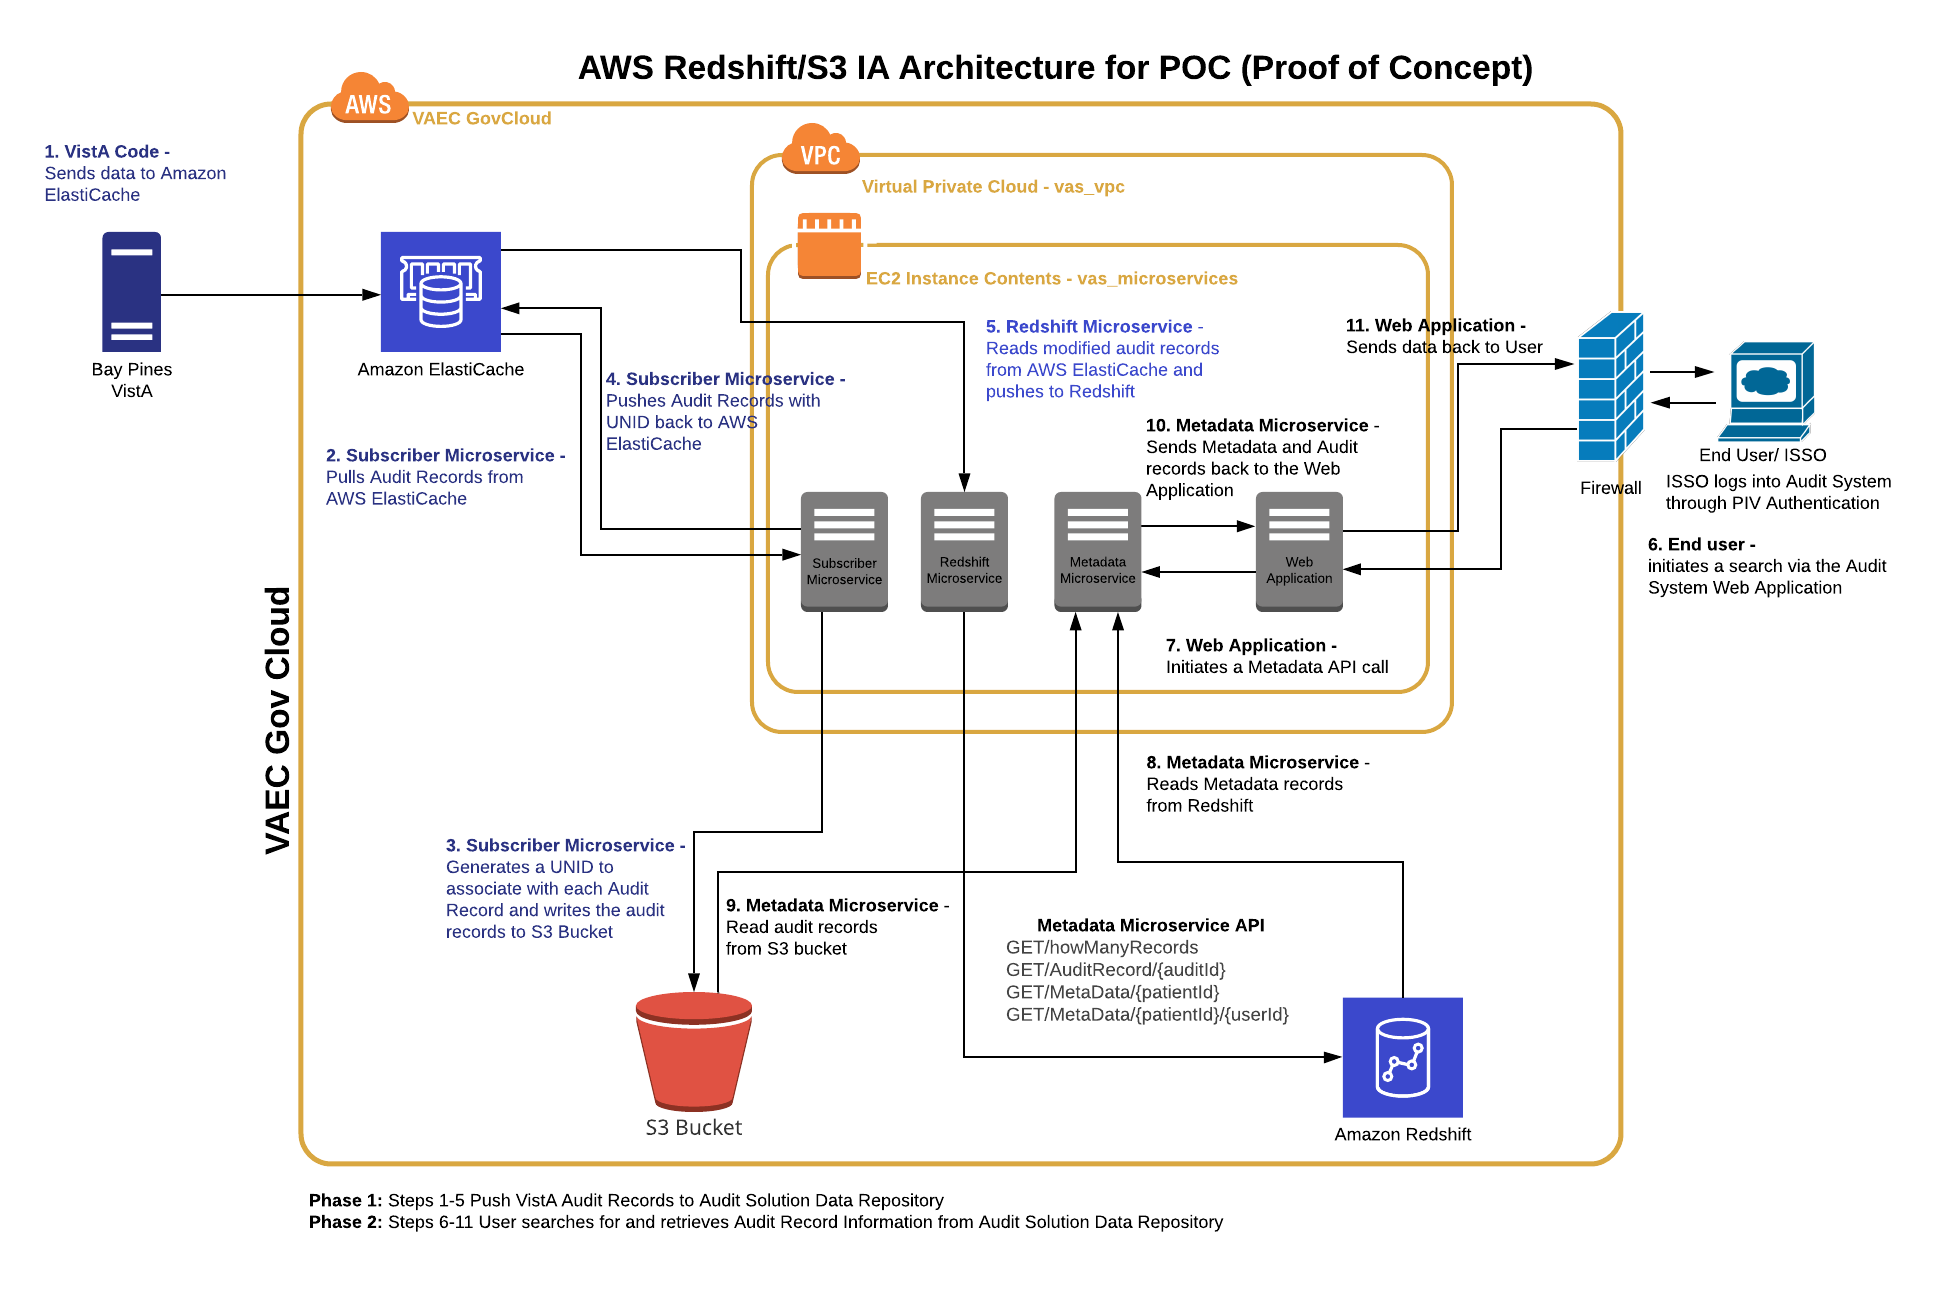 AWS Redshift/S3 IA Architecture for POC (Proof of Concept)
AWS
VAEC GovCloud
1. VistA Code -
Sends data to Amazon
ElastiCache
VPC
Virtual Private Cloud - vas_vpc
EC2 Instance Contents - vas_microservices
Bay Pines
VistA
Amazon ElastiCache
4. Subscriber Microservice -
Pushes Audit Records with
UNID back to AWS
ElastiCache
2. Subscriber Microservice -
Pulls Audit Records from
AWS ElastiCache
5. Redshift Microservice -
Reads modified audit records
from AWS ElastiCache and
pushes to Redshift
11. Web Application -
Sends data back to User
10. Metadata Microservice -
Sends Metadata and Audit
records back to the Web
Application
Firewall
End User/ ISSO
ISSO logs into Audit System
through PIV Authentication
6. End user -
initiates a search via the Audit
System Web Application
Subscriber
Microservice
Redshift
Microservice
Metadata
Microservice
Web
Application
7. Web Application -
Initiates a Metadata API call
VAEC Gov Cloud
8. Metadata Microservice -
Reads Metadata records
from Redshift
3. Subscriber Microservice -
Generates a UNID to
associate with each Audit
Record and writes the audit
records to S3 Bucket
9. Metadata Microservice -
Read audit records
from S3 bucket
Metadata Microservice API
GET/howManyRecords
GET/AuditRecord/{auditId}
GET/MetaData/{patientId}
GET/MetaData/{patientId}/{userId}
S3 Bucket
Amazon Redshift
Phase 1: Steps 1-5 Push VistA Audit Records to Audit Solution Data Repository
Phase 2: Steps 6-11 User searches for and retrieves Audit Record Information from Audit Solution Data Repository